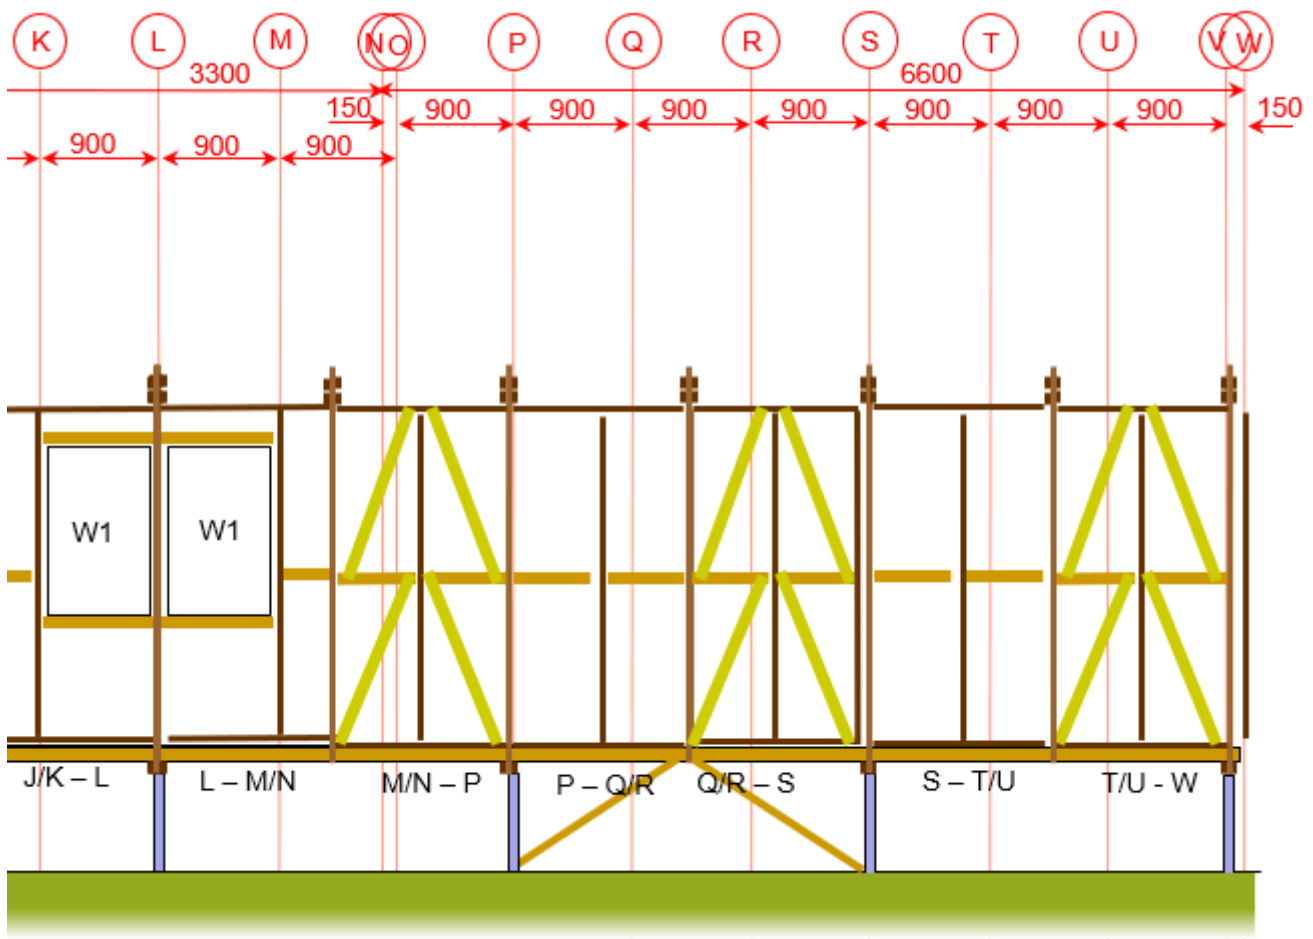 K L M N O P Q R S T U V W
3300 6600
150 900 900 900 900 900 900 900 150
900 900 900
W1 W1
J/K – L L – M/N M/N – P P – Q/R Q/R – S S – T/U T/U - W